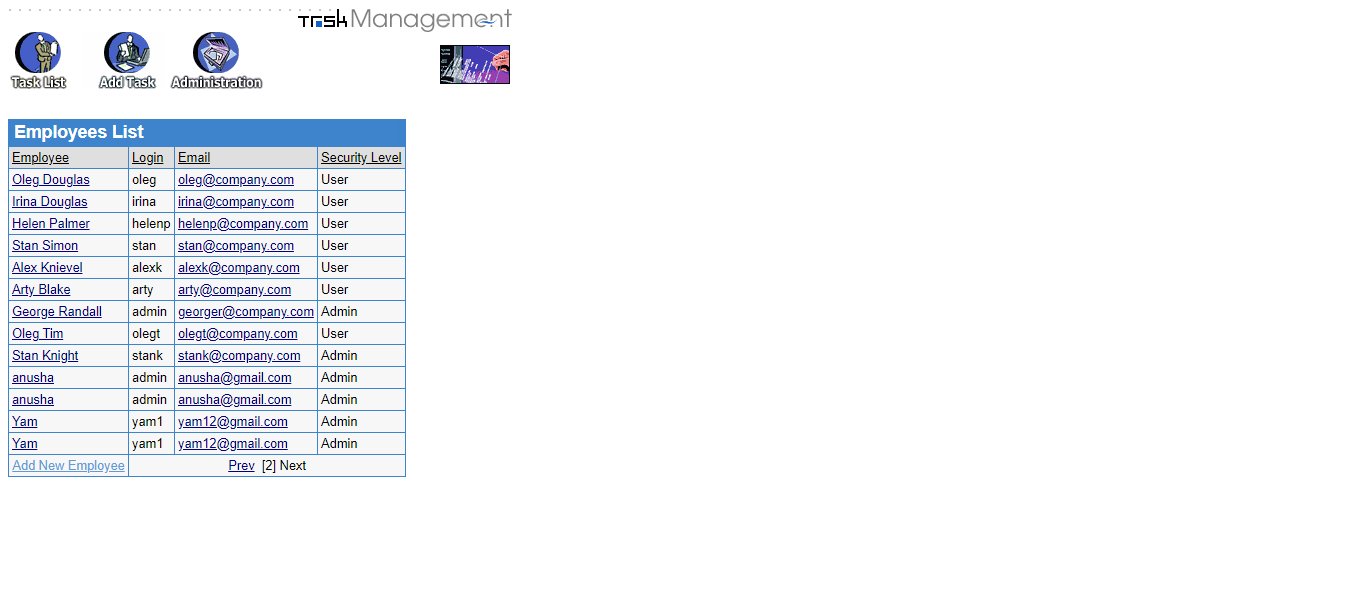 Task Management
Task List Add Task Administration
Employees List
Employee Login Email Security Level
Oleg Douglas oleg oleg@company.com User
Irina Douglas irina irina@company.com User
Helen Palmer helenp helenp@company.com User
Stan Simon stan stan@company.com User
Alex Knievel alexk alexk@company.com User
Arty Blake arty arty@company.com User
George Randall admin georger@company.com Admin
Oleg Tim olegt olegt@company.com User
Stan Knight stank stank@company.com Admin
anusha admin anusha@gmail.com Admin
anusha admin anusha@gmail.com Admin
Yam yam1 yam12@gmail.com Admin
Yam yam1 yam12@gmail.com Admin
Add New Employee Prev [2] Next